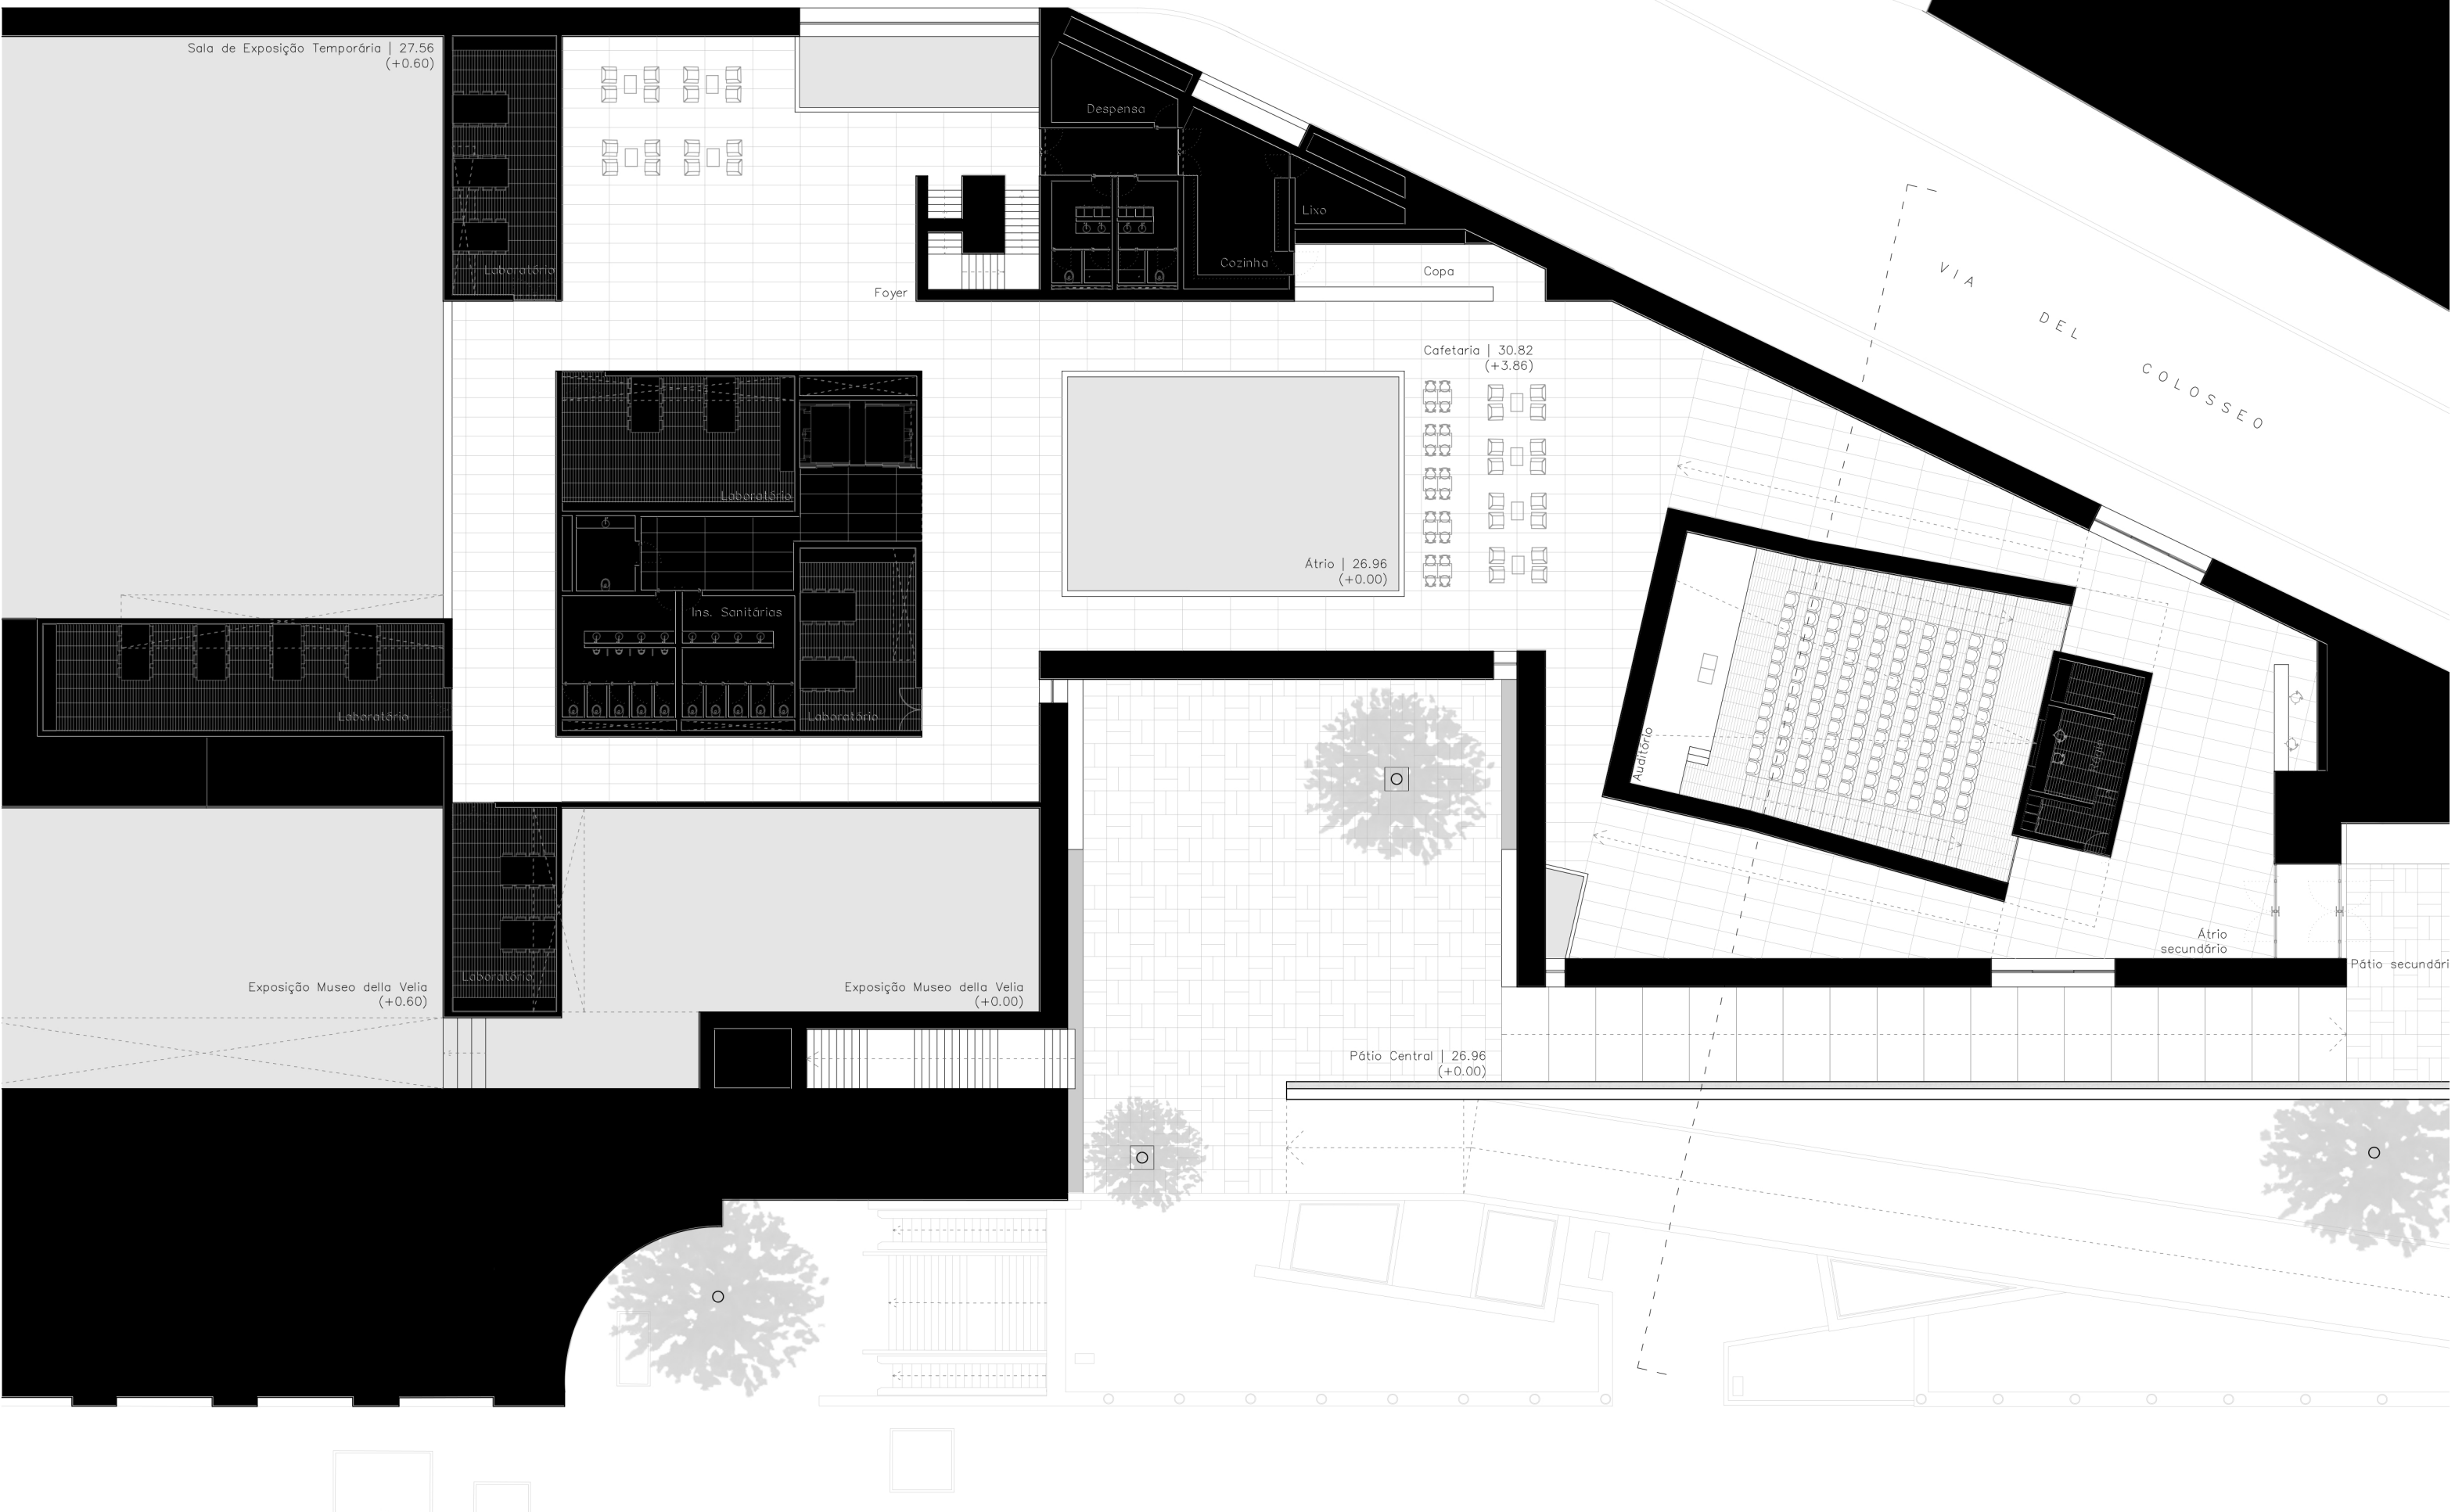 Sala de Exposição Temporária | 27.56
(+0.60)
Despensa
Lixo
Cozinha
Laboratório
Copa
Foyer
VIA DEL COLOSSEO
Cafetaria | 30.82
(+3.86)
Laboratório
Átrio | 26.96
(+0.00)
Ins. Sanitárias
Laboratório
Laboratório
Auditório
Régie
Átrio
secundário
Pátio secundári
Laboratório
Exposição Museo della Velia
(+0.60)
Exposição Museo della Velia
(+0.00)
Pátio Central | 26.96
(+0.00)